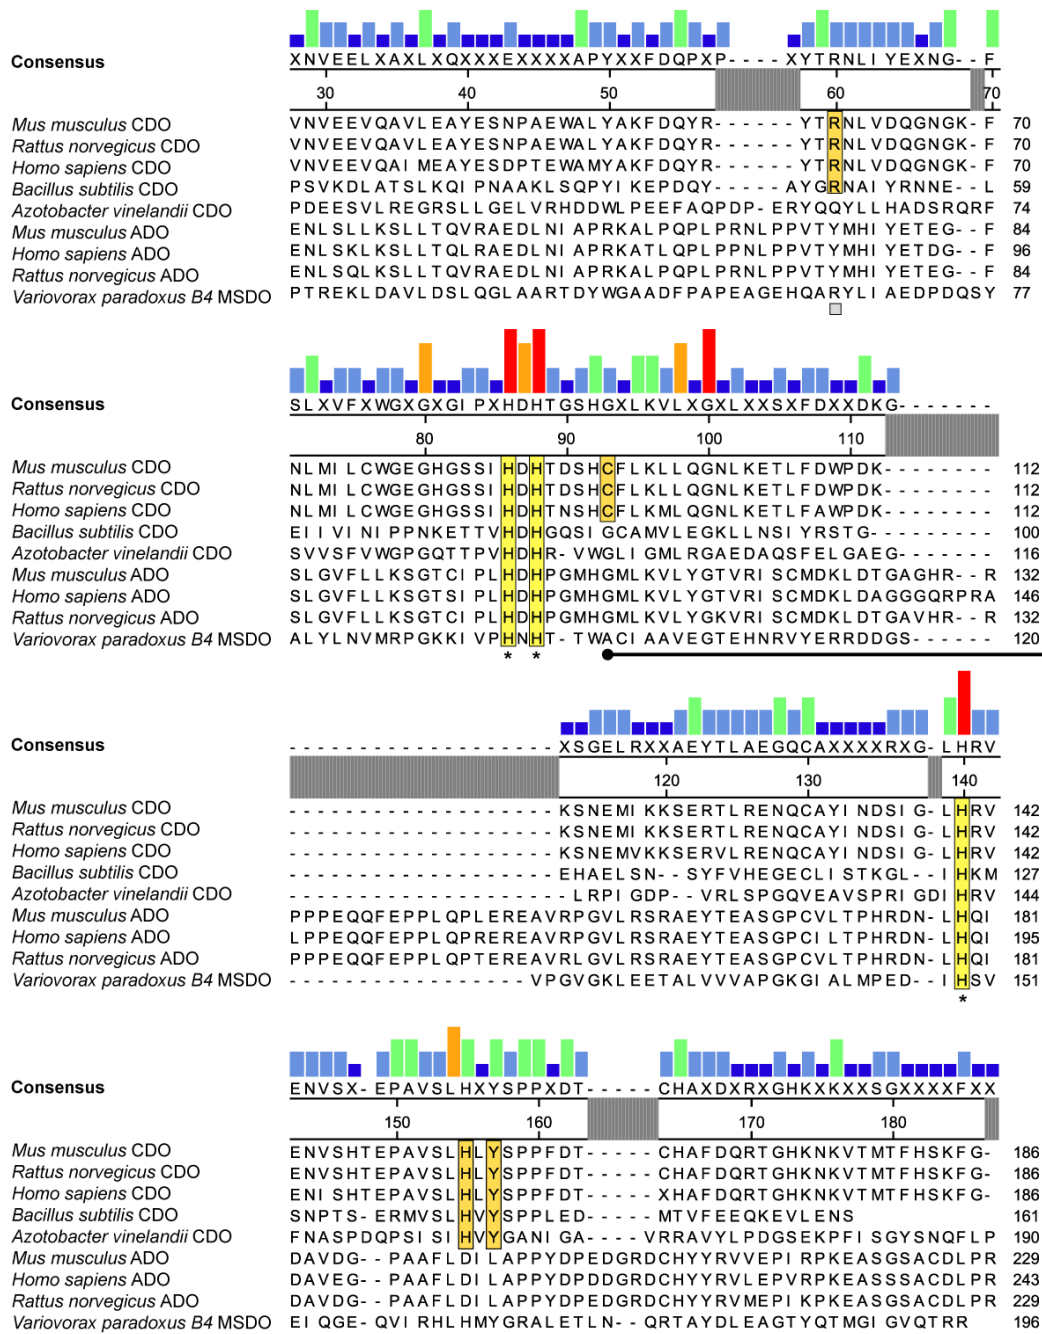 Consensus XNVEELXAXLXQXXXEXXXXAPYXXFDQPXP-----XYTRNLIYEXNG--F
30 40 50 60 70
Mus musculus CDO VNVEEVQAVLEAYESNPAEWALYAKFDQYR------YTRNLVDQGNGK-F 70
Rattus norvegicus CDO VNVEEVQAVLEAYESNPAEWALYAKFDQYR------YTRNLVDQGNGK-F 70
Homo sapiens CDO VNVEEVQAIMEAYESDPTEWAMYAKFDQYR------YTRNLVDQGNGK-F 70
Bacillus subtilis CDO PSVKDLATSLKQIPNAAKLSQPYIKEPDQY-----AYGRNAIYRNNE--L 59
Azotobacter vinelandii CDO PDEESVLREGRSLLGELVRHDDWLPEEFAQPDP-ERYQQYLLHADSRQRF 74
Mus musculus ADO ENLSLLKSLLTQVRAEDLNIAPRKALPQPLPRNLPPVTYMHIYETEG--F 84
Homo sapiens ADO ENLSKLKSLLTQLRAEDLNIAPRKATLQPLPRNLPPVTYMHIYETDG--F 96
Rattus norvegicus ADO ENLSQLKSLLTQVRAEDLNIAPRKALPQPLPRNLPPVTYMHIYETEG--F 84
Variovorax paradoxus B4 MSDO PTREKLDAVLDSLQGLAARTDYWGAADFPAPEAGEHQARYLIAEDPDQSY 77
Consensus SLXVFXWGXGXGIPXHDHTGSHGXLKVLXGXLXXSXFDXXDKG-------
80 90 100 110
Mus musculus CDO NLMILCWGEGHGSSIHDHTDSHCFLKLLQGNLKETLFDWPDK-------- 112
Rattus norvegicus CDO NLMILCWGEGHGSSIHDHTDSHCFLKLLQGNLKETLFDWPDK-------- 112
Homo sapiens CDO NLMILCWGEGHGSSIHDHTNSHCFLKMLQGNLKETLFAWPDK-------- 112
Bacillus subtilis CDO EIIVINIPPNKETTVHDHGQSIGCAMVLEGKLLNSIYRSTG---------
Azotobacter vinelandii CDO SVVSFVWGPGQTTPVHDHR-VWGLIGMLRGAEDAQSFELGAEG------- 116
Mus musculus ADO SLGVFLLKSGTCIPLHDHPGMHGMLKVLYGTVRISCMDKLDTGAGHR--R 132
Homo sapiens ADO SLGVFLLKSGTSIPLHDHPGMHGMLKVLYGTVRISCMDKLDAGGGQRPRA 146
Rattus norvegicus ADO SLGVFLLKSGTCIPLHDHPGMHGMLKVLYGKVRISCMDKLDTGAVHR--R 132
Variovorax paradoxus B4 MSDO ALYLNVMRPGKKIVPHNHT-TWACIAAVEGTEHNRVYERRDDGS------ 120
* *
Consensus -------------------XSGELRXXAEYTLAEGQCAXXXXRXG-LHRV
120 130 140
Mus musculus CDO -------------------KSNEMIKKSERTLRENQCAYINDSIG-LHRV 142
Rattus norvegicus CDO -------------------KSNEMIKKSERTLRENQCAYINDSIG-LHRV 142
Homo sapiens CDO -------------------KSNEMVKKSERVLRENQCAYINDSIG-LHRV 142
Bacillus subtilis CDO -------------------EHAELSN--SYFVHEGECLISTKGL--IHKM 127
Azotobacter vinelandii CDO --------------------LRPIGDP--VRLSPGQVEAVSPRIGDIHRV 144
Mus musculus ADO PPPEQQFEPPLQPLEREAVRPGVLRSRAEYTEASGPCVLTPHRDN-LHQI 181
Homo sapiens ADO LPPEQQFEPPLQPREREAVRPGVLRSRAEYTEASGPCILTPHRDN-LHQI 195
Rattus norvegicus ADO PPPEQQFEPPLQPTEREAVRLGVLRSRAEYTEASGPCVLTPHRDN-LHQI 181
Variovorax paradoxus B4 MSDO -----------------VPGVGKLEETALVVVAPGKGIALMPED--IHSV 151
*
Consensus ENVSX-EPAVSLHXYSPPXDT-----CHAXDXRXGHKXKXXSGXXXXFXX
150 160 170 180
Mus musculus CDO ENVSHTEPAVSLHLYSPPFDT-----CHAFDQRTGHKNKVTMTFHSKFG- 186
Rattus norvegicus CDO ENVSHTEPAVSLHLYSPPFDT-----CHAFDQRTGHKNKVTMTFHSKFG- 186
Homo sapiens CDO ENISHTEPAVSLHLYSPPFDT-----XHAFDQRTGHKNKVTMTFHSKFG- 186
Bacillus subtilis CDO SNPTS-ERMVSLHVYSPPLED-----MTVFEEQKEVLENS 161
Azotobacter vinelandii CDO FNASPDQPSISIHVYGANIGA-----VRRAVYLPDGSEKPFISGYSNQFLP 190
Mus musculus ADO DAVDG--PAAFLDILAPPYDPEDGRDCHYYRVVEPIRPKEASGSACDLPR 229
Homo sapiens ADO DAVEG--PAAFLDILAPPYDPDDGRDCHYYRVLEPVRPKEASSSACDLPR 243
Rattus norvegicus ADO DAVDG--PAAFLDILAPPYDPEDGRDCHYYRVMEPIKPKEASGSACDLPR 229
Variovorax paradoxus B4 MSDO EIQGE-QVIRHLHMYGRALETLN--QRTAYDLEAGTYQTMGIGVQTRR 196